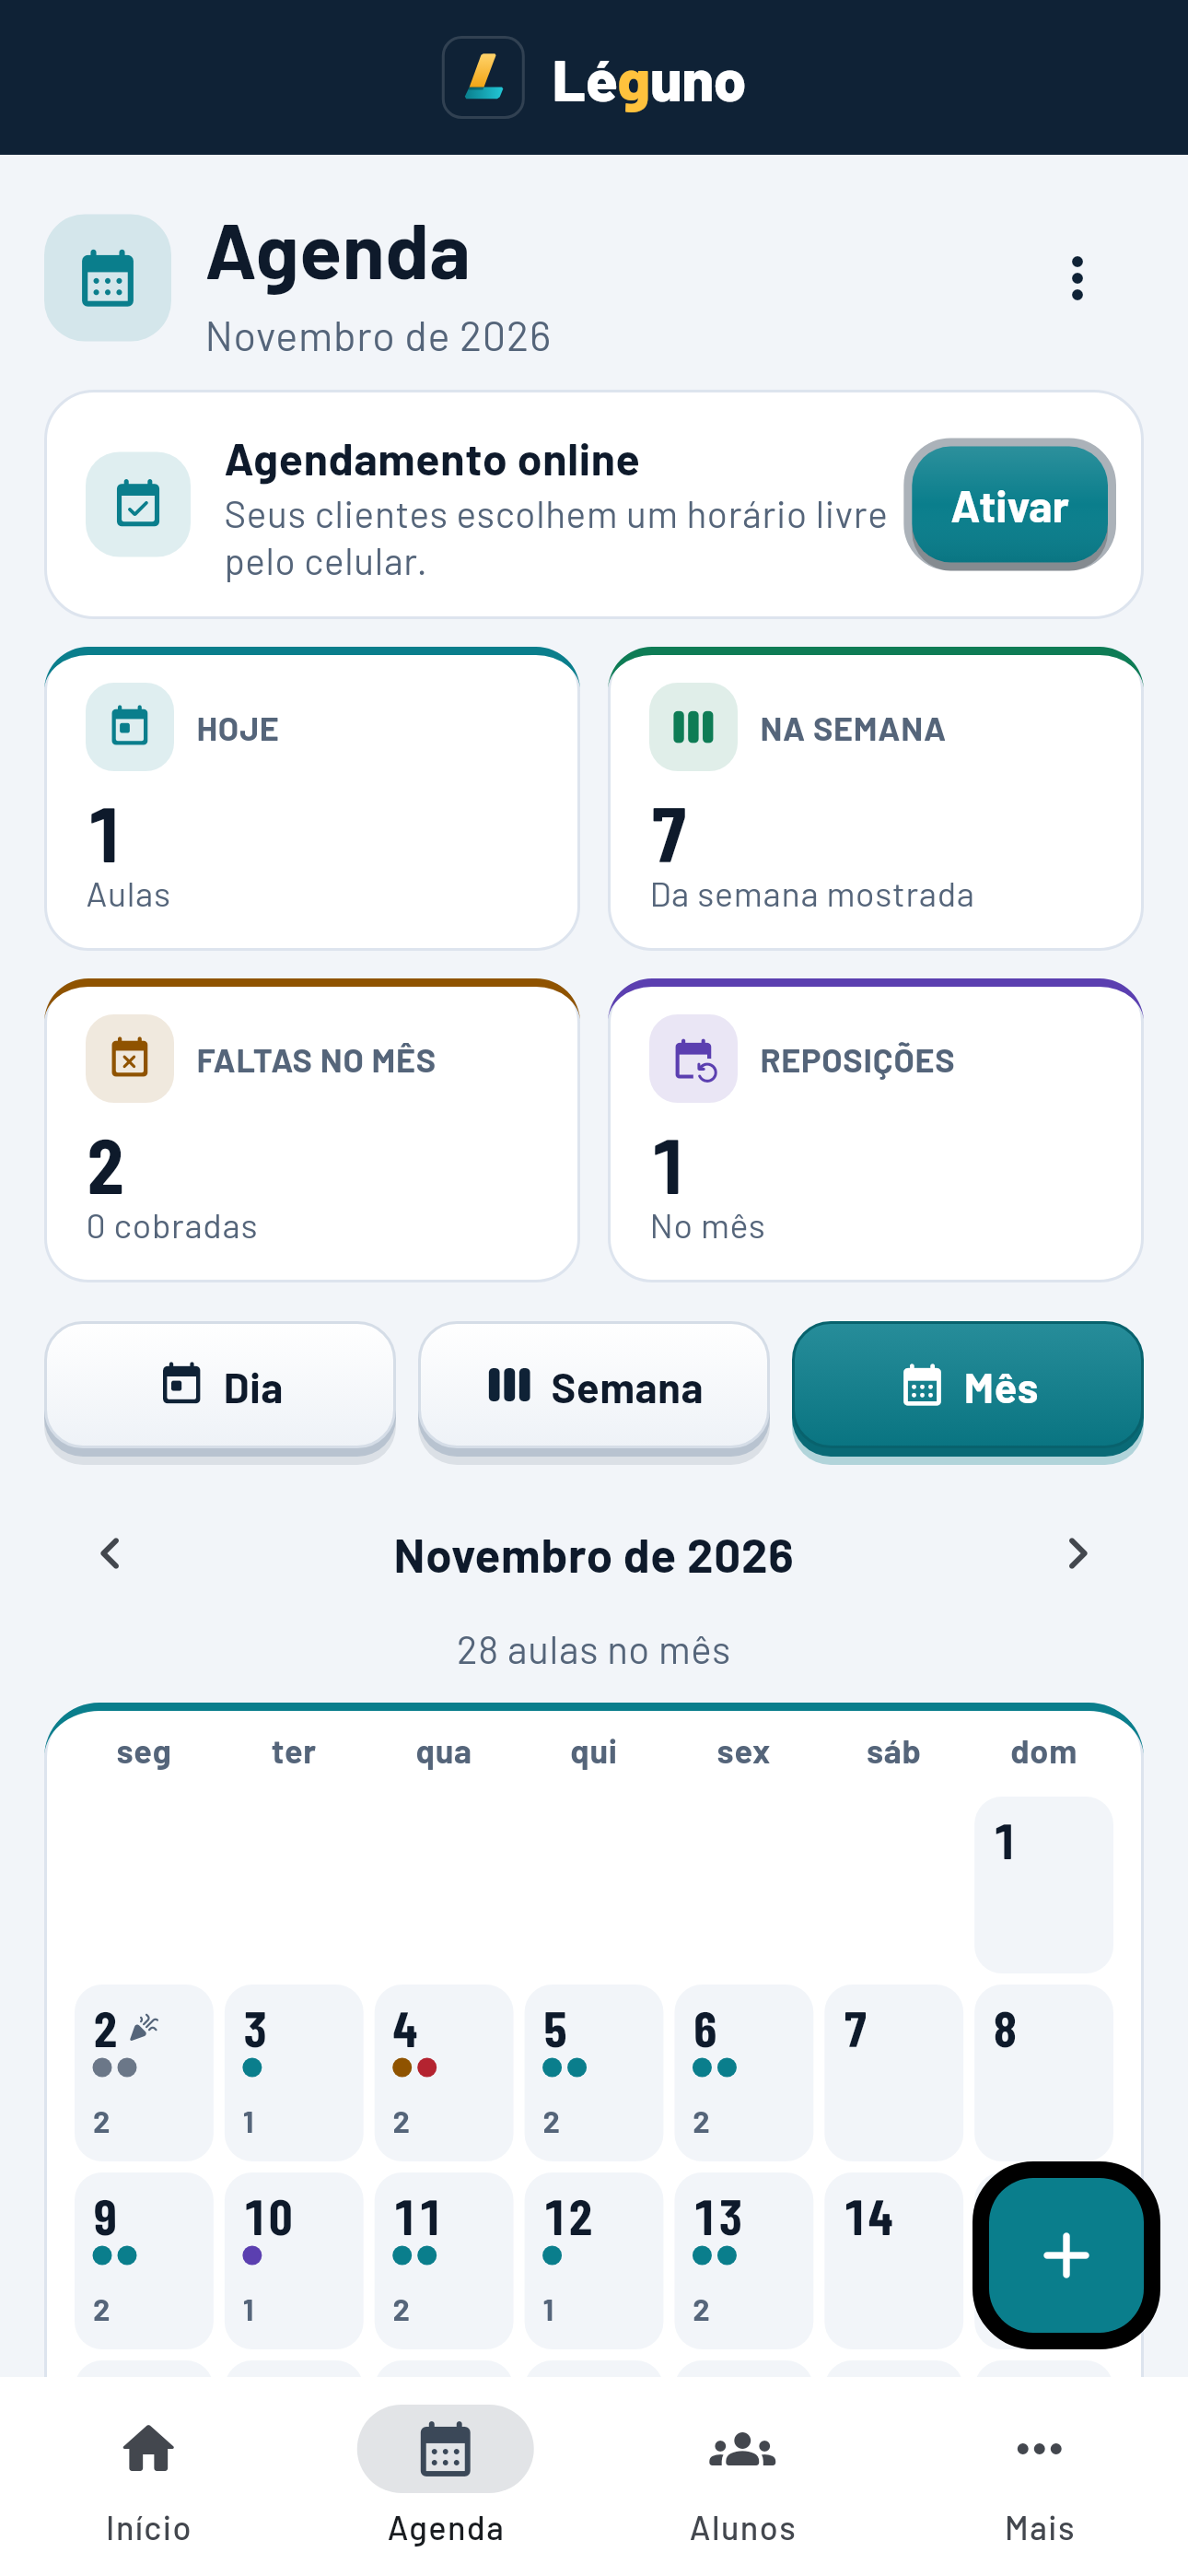 Léguno
Agenda
Novembro de 2026
Agendamento online
Seus clientes escolhem um horário livre
pelo celular.
Ativar
HOJE
1
Aulas
NA SEMANA
7
Da semana mostrada
FALTAS NO MÊS
2
0 cobradas
REPOSIÇÕES
1
No mês
Dia
Semana
Mês
Novembro de 2026
28 aulas no mês
seg ter qua qui sex sáb dom
1
2 3 4 5 6 7 8
2 1 2 2 2
9 10 11 12 13 14
2 1 2 1 2
Início
Agenda
Alunos
Mais